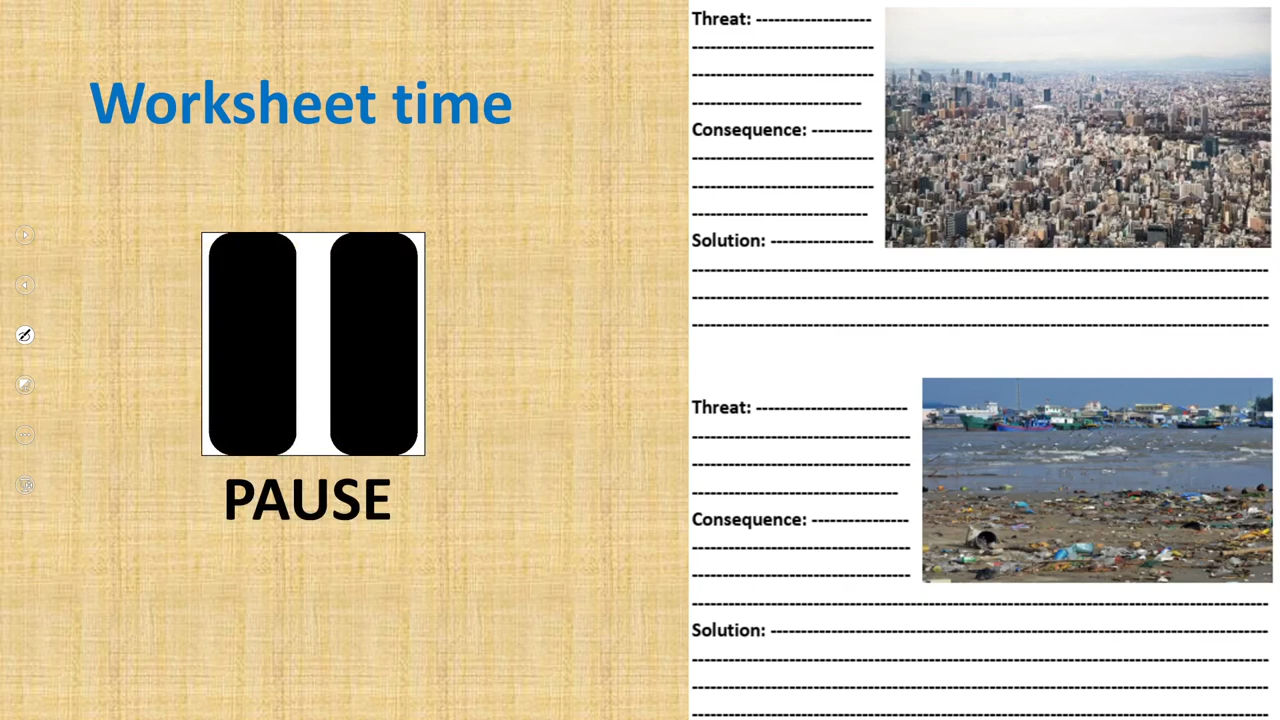 Worksheet time
PAUSE
Threat: -------------------
------------------------------
------------------------------
----------------------------
Consequence: ----------
------------------------------
------------------------------
-----------------------------
Solution: -----------------
-----------------------------------------------------------------------------------------------
-----------------------------------------------------------------------------------------------
-----------------------------------------------------------------------------------------------
Threat: -------------------------
------------------------------------
------------------------------------
----------------------------------
Consequence: ----------------
------------------------------------
------------------------------------
-----------------------------------------------------------------------------------------------
Solution: ----------------------------------------------------------------------------------
-----------------------------------------------------------------------------------------------
-----------------------------------------------------------------------------------------------
-----------------------------------------------------------------------------------------------